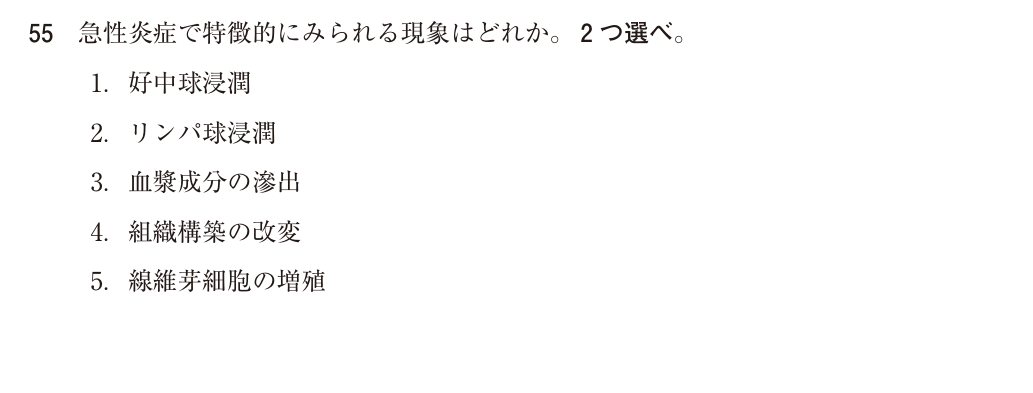 55 急性炎症で特徴的にみられる現象はどれか。2つ選べ。
1. 好中球浸潤
2. リンパ球浸潤
3. 血漿成分の滲出
4. 組織構築の改変
5. 線維芽細胞の増殖